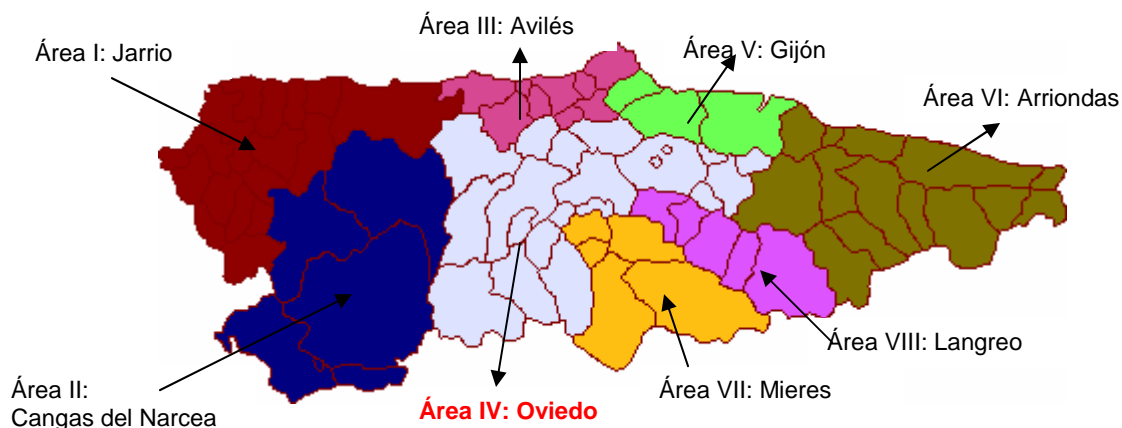 Área III: Avilés
Área I: Jarrio
Área V: Gijón
Área VI: Arriondas
Área VIII: Langreo
Área II:
Cangas del Narcea
Área VII: Mieres
Área IV: Oviedo